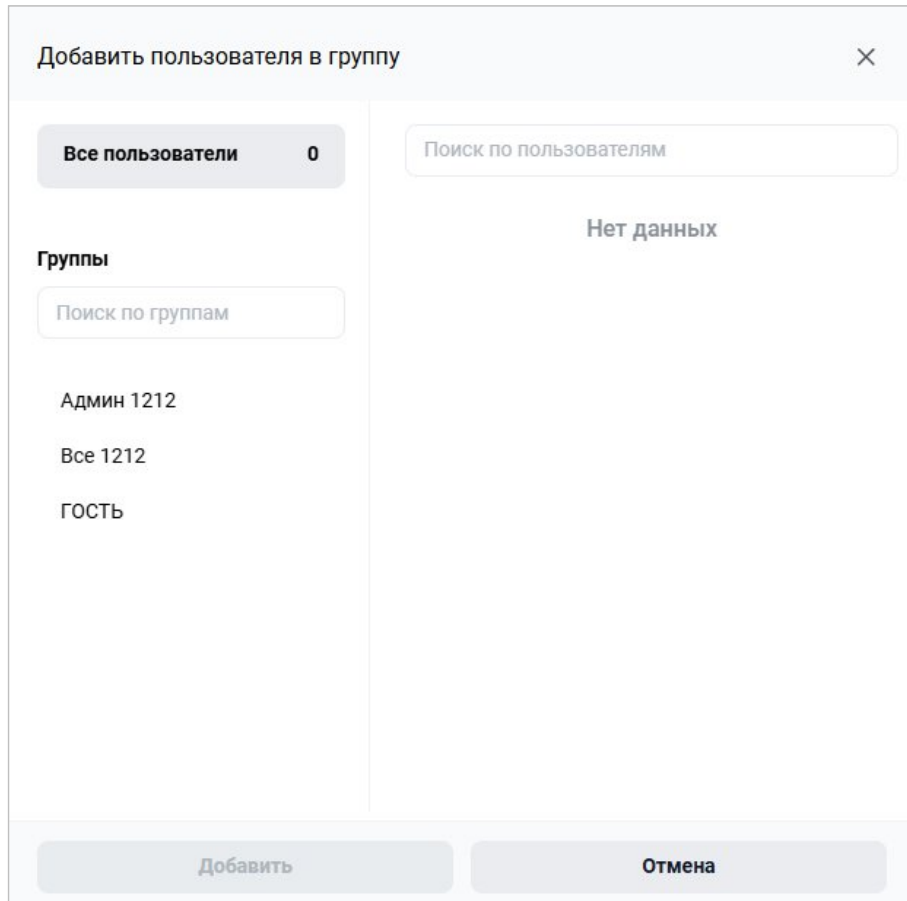 Добавить пользователя в группу
Все пользователи 0
Поиск по пользователям
Нет данных
Группы
Поиск по группам
Админ 1212
Все 1212
ГОСТЬ
Добавить
Отмена